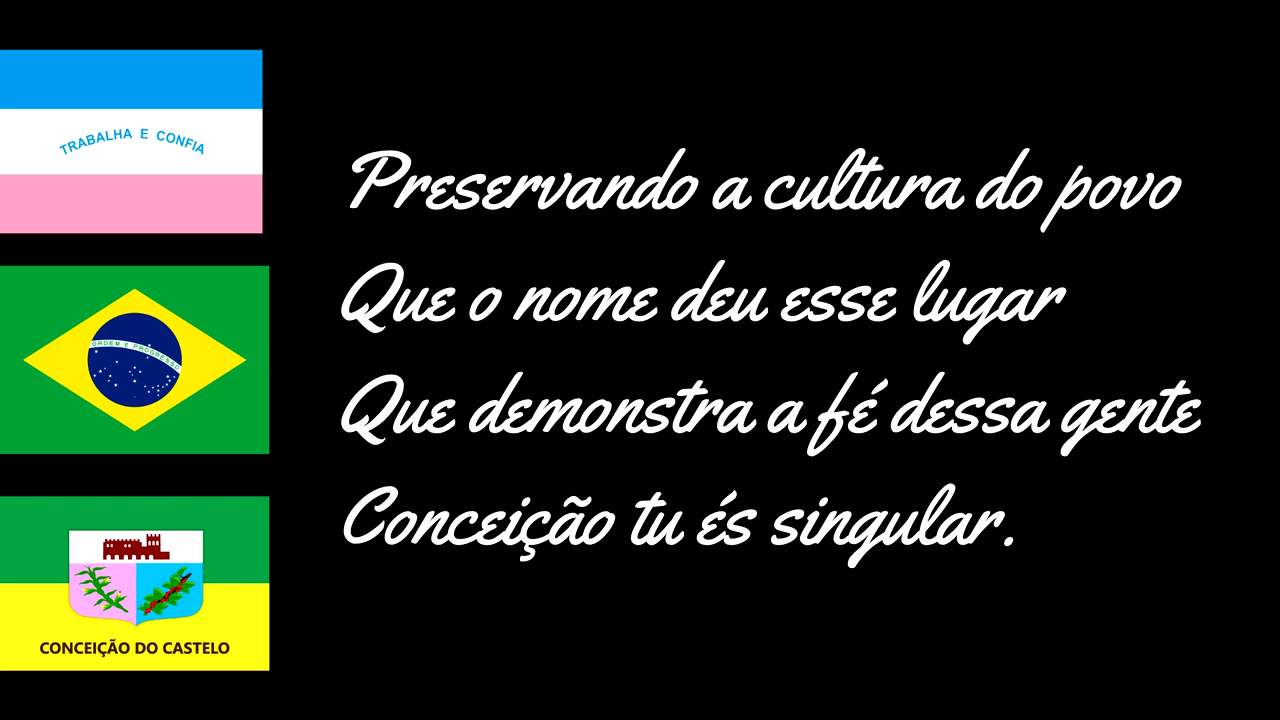 TRABALHA E CONFIA
ORDEM E PROGRESSO
CONCEIÇÃO DO CASTELO
Preservando a cultura do povo
Que o nome deu esse lugar
Que demonstra a fé dessa gente
Conceição tu és singular.